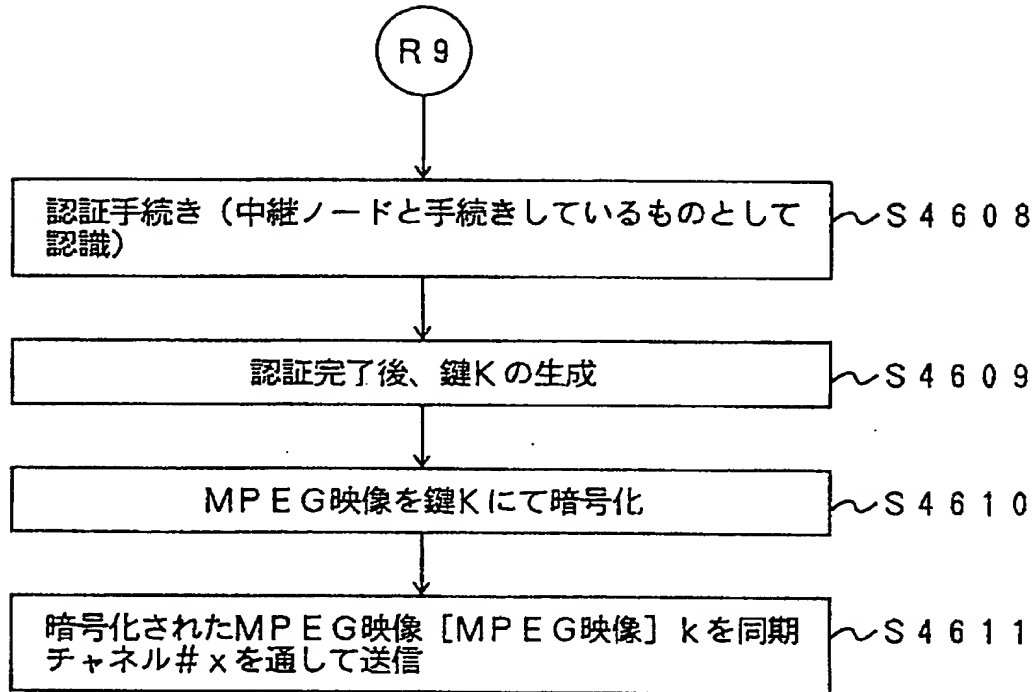 R9
認証手続き（中継ノードと手続きしているものとして
認識）
S4608
認証完了後、鍵Kの生成
S4609
MPEG映像を鍵Kにて暗号化
S4610
暗号化されたMPEG映像［MPEG映像］kを同期
チャネル＃xを通して送信
S4611